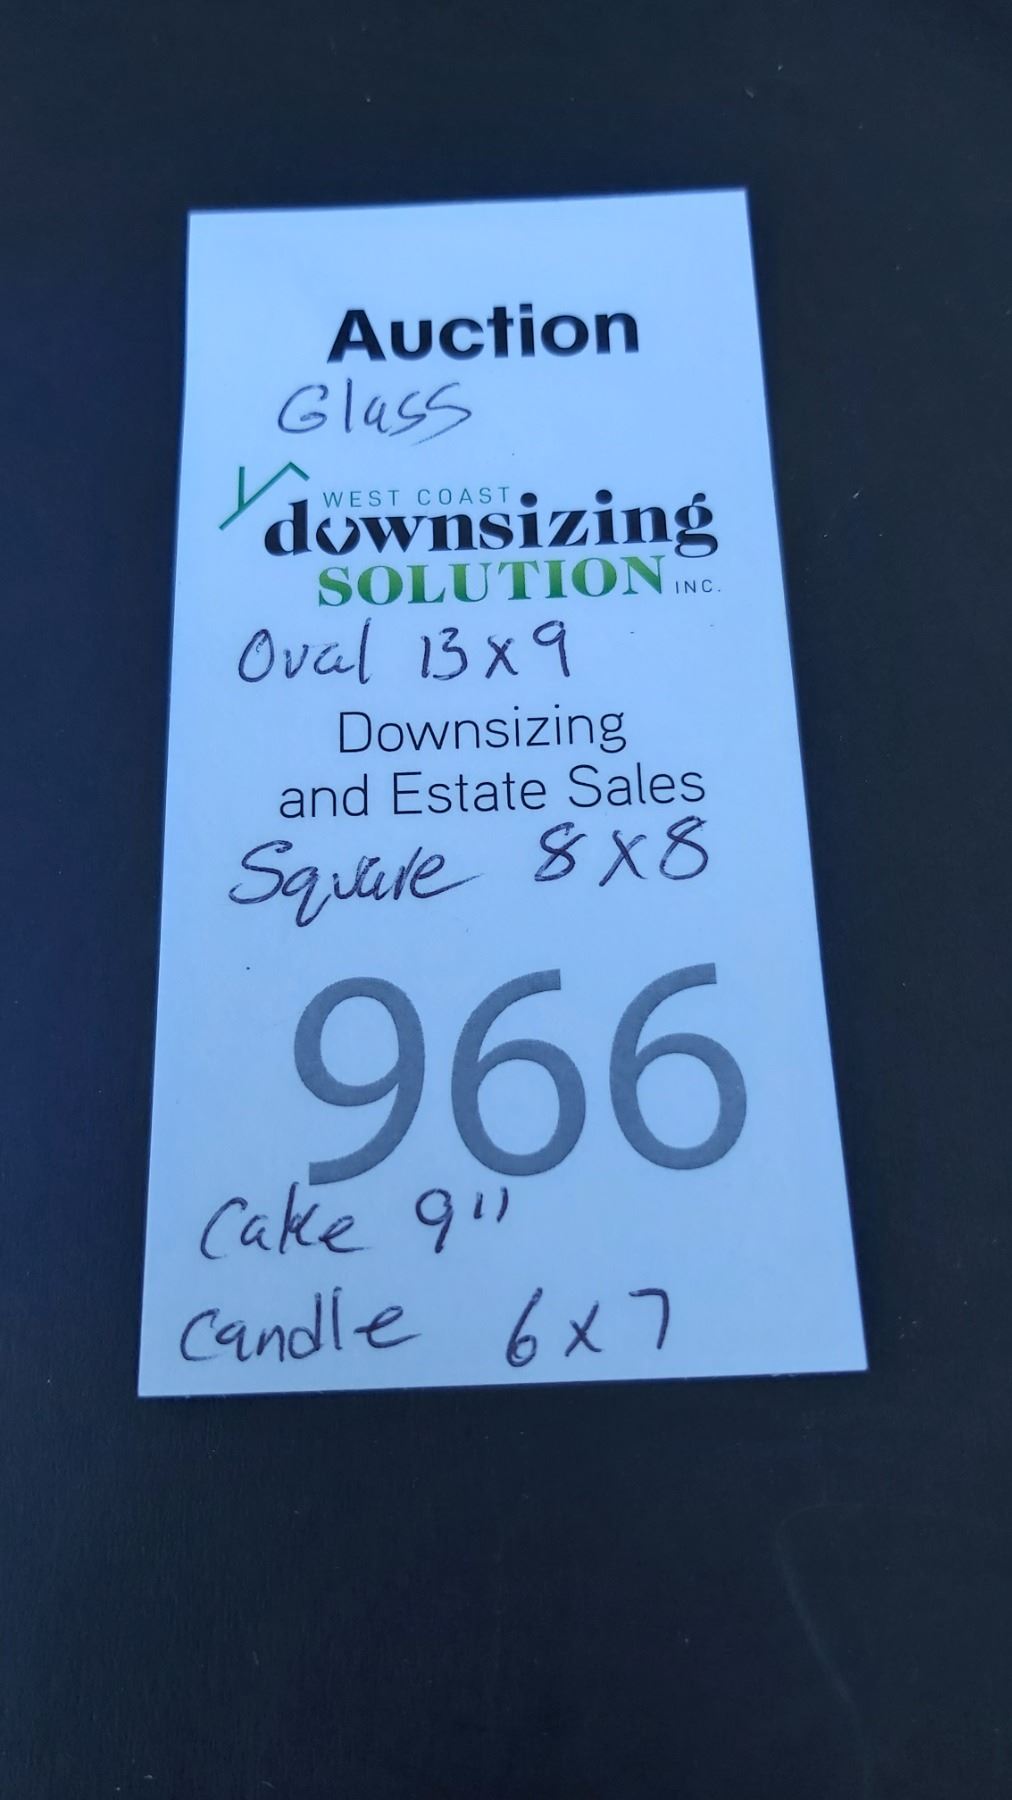 Auction
Glass
WEST COAST
downsizing
SOLUTION INC.
Oval 13x9
Downsizing
and Estate Sales
Square 8x8
966
Cake 9"
Candle 6x7